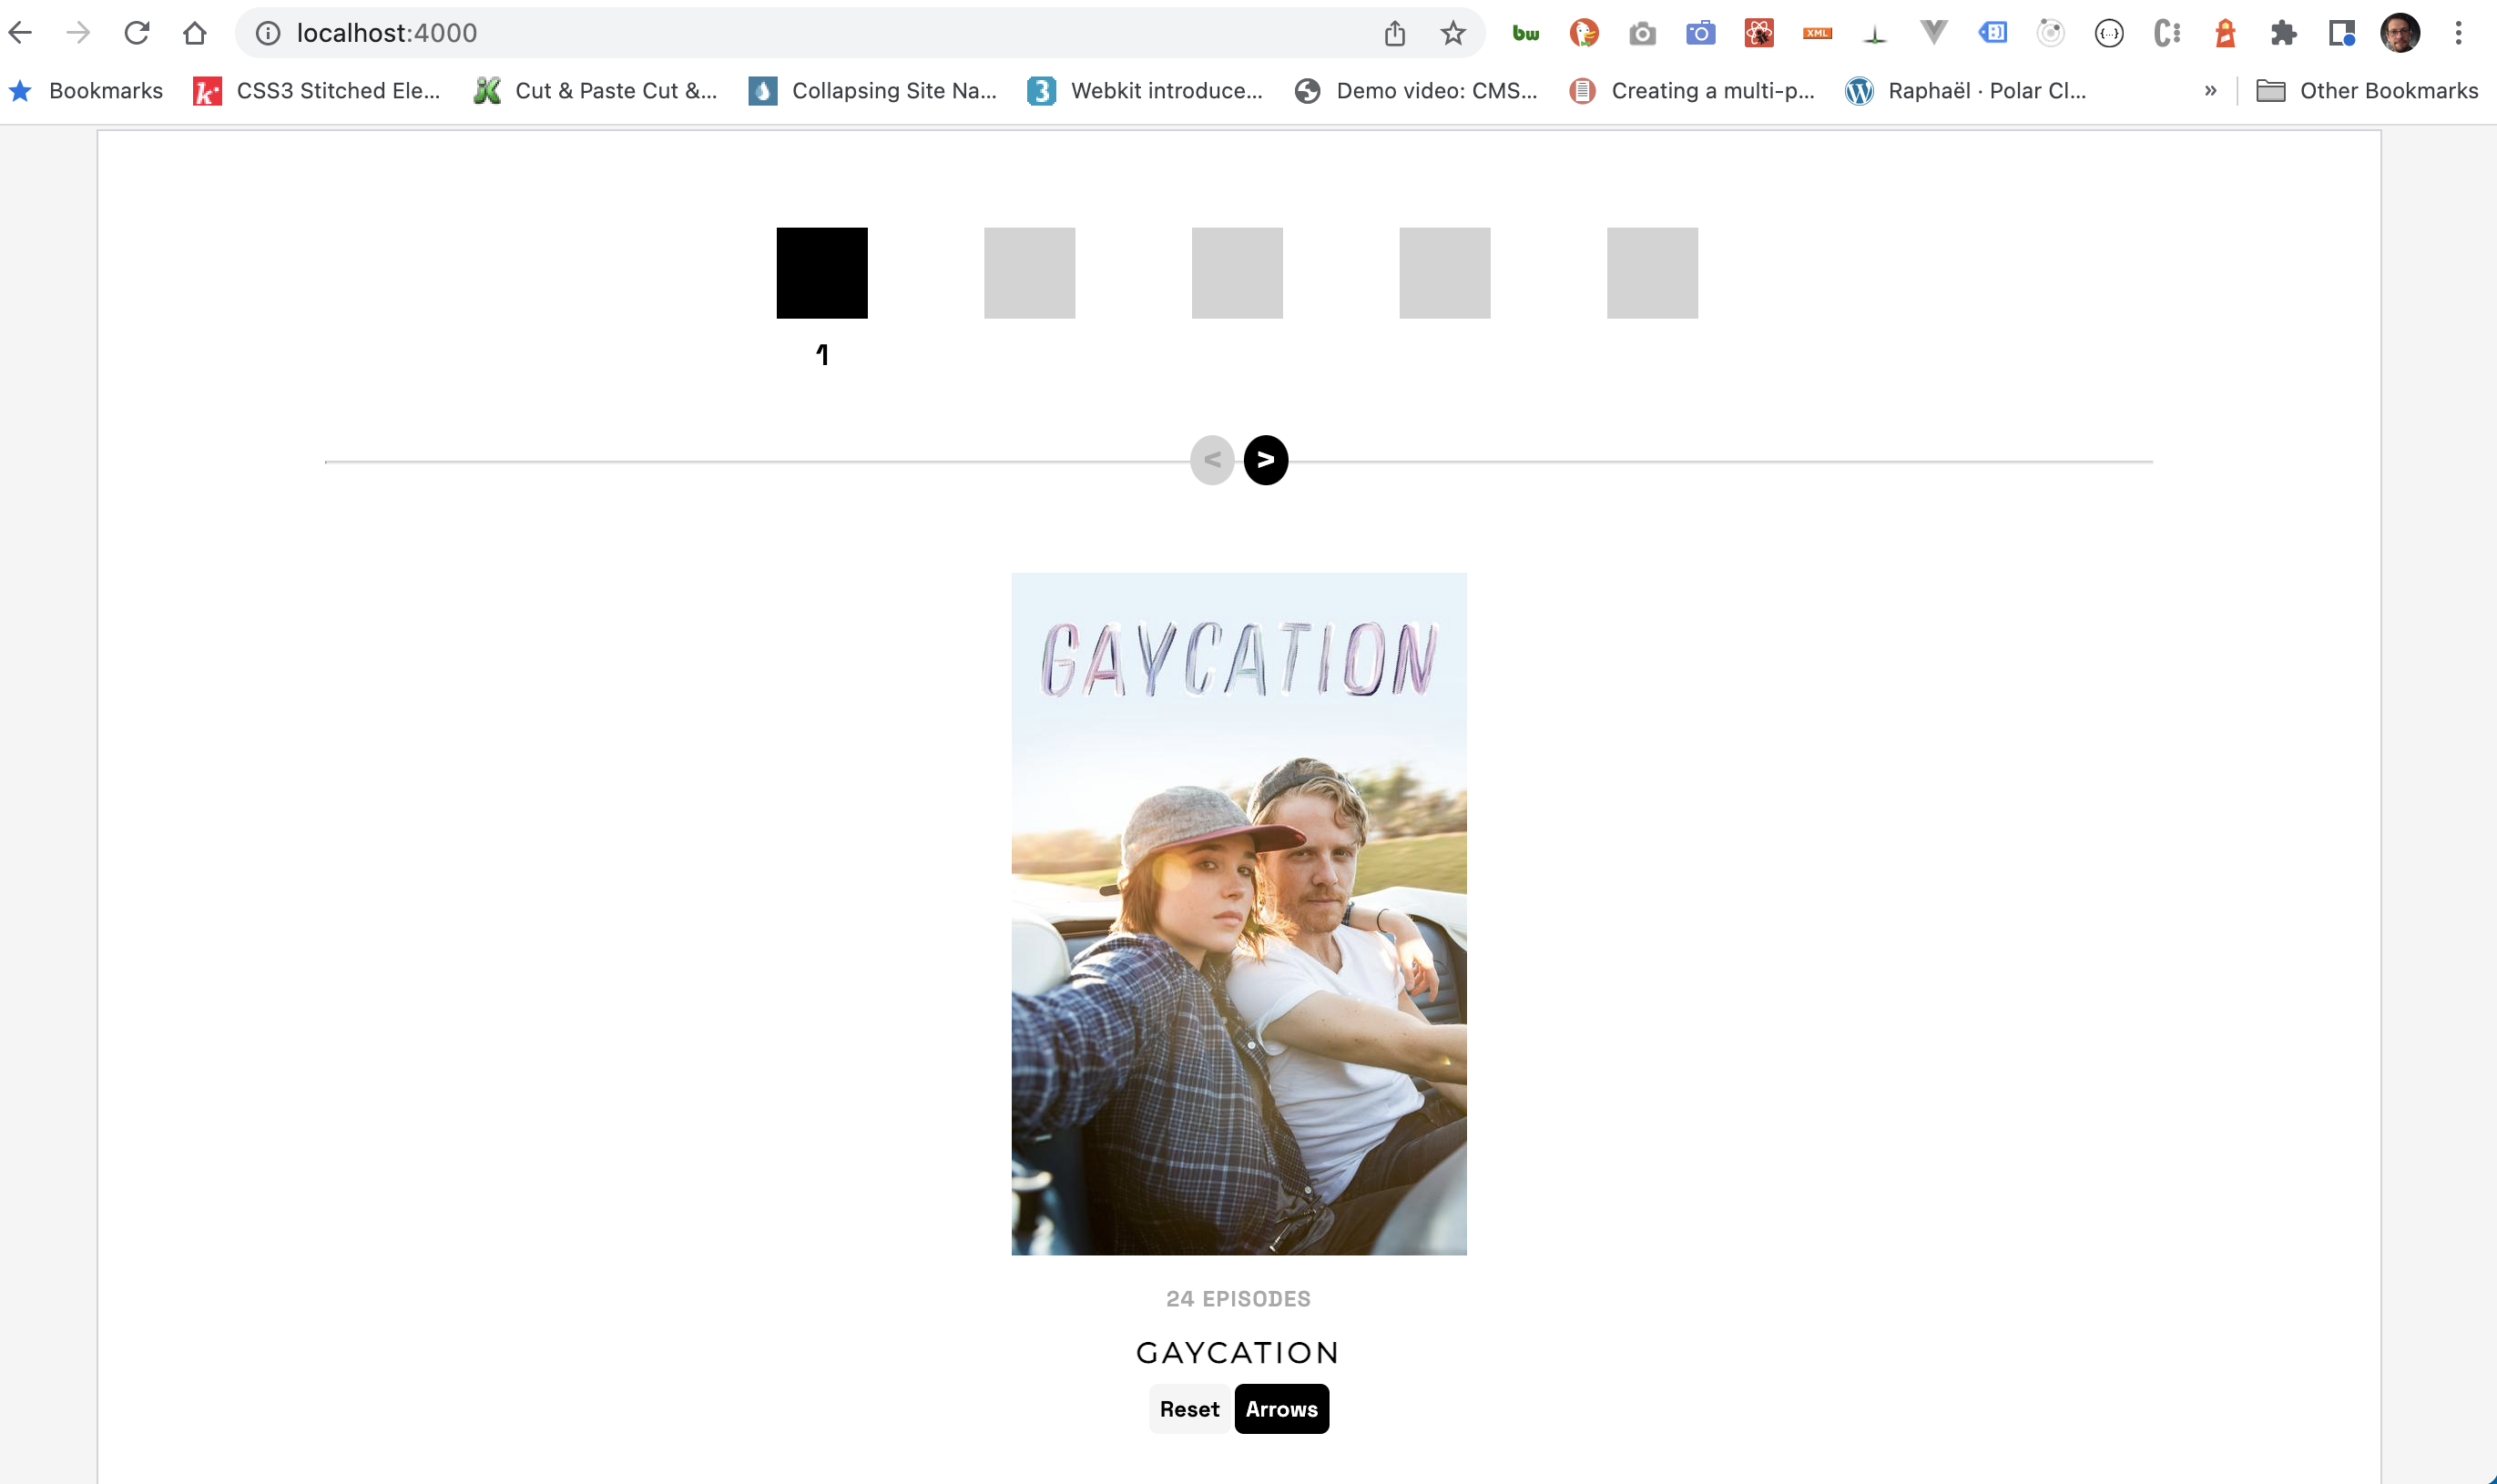 localhost:4000
bw
XML
Bookmarks
k
CSS3 Stitched Ele...
Cut & Paste Cut &...
Collapsing Site Na...
3
Webkit introduce...
Demo video: CMS...
Creating a multi-p...
Raphaël · Polar Cl...
»
Other Bookmarks
1
< >
GAYCATION
24 EPISODES
GAYCATION
Reset Arrows